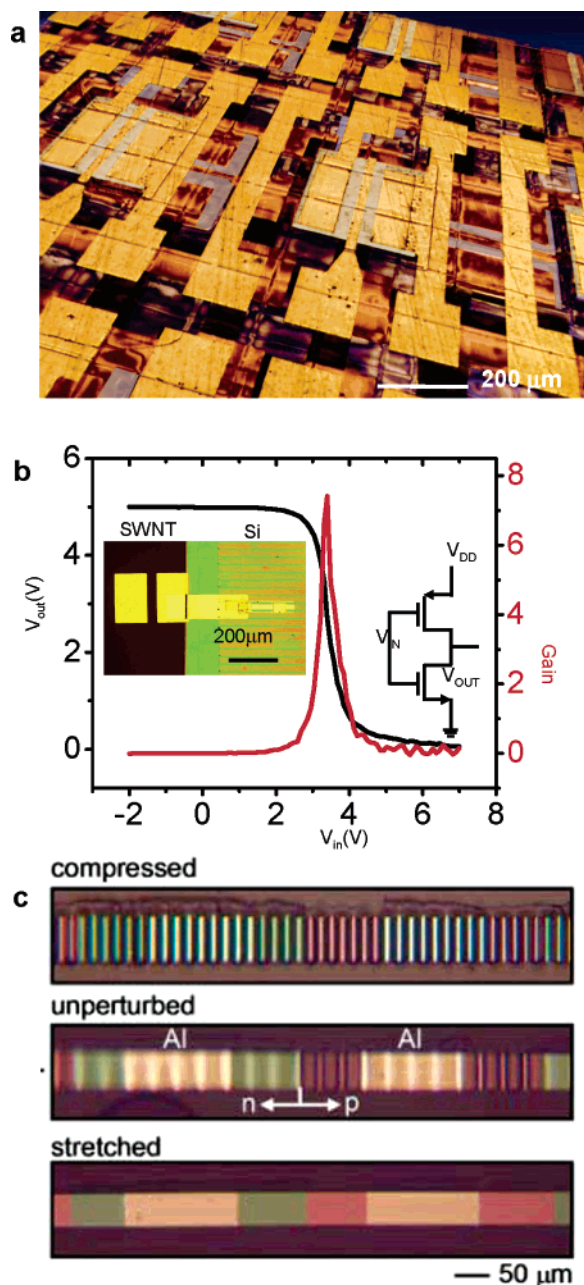 a
200 μm
b
6
4
2
0
V_out(V)
8
6
4
2
0
Gain
SWNT Si
200μm
V_DD
V_IN
V_OUT
-2 0 2 4 6 8
V_in(V)
compressed
c
unperturbed
Al Al
n p
stretched
50 μm